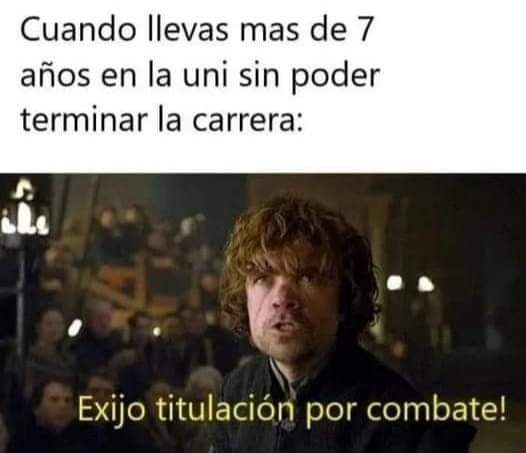 Cuando llevas mas de 7
años en la uni sin poder
terminar la carrera:
Exijo titulación por combate!